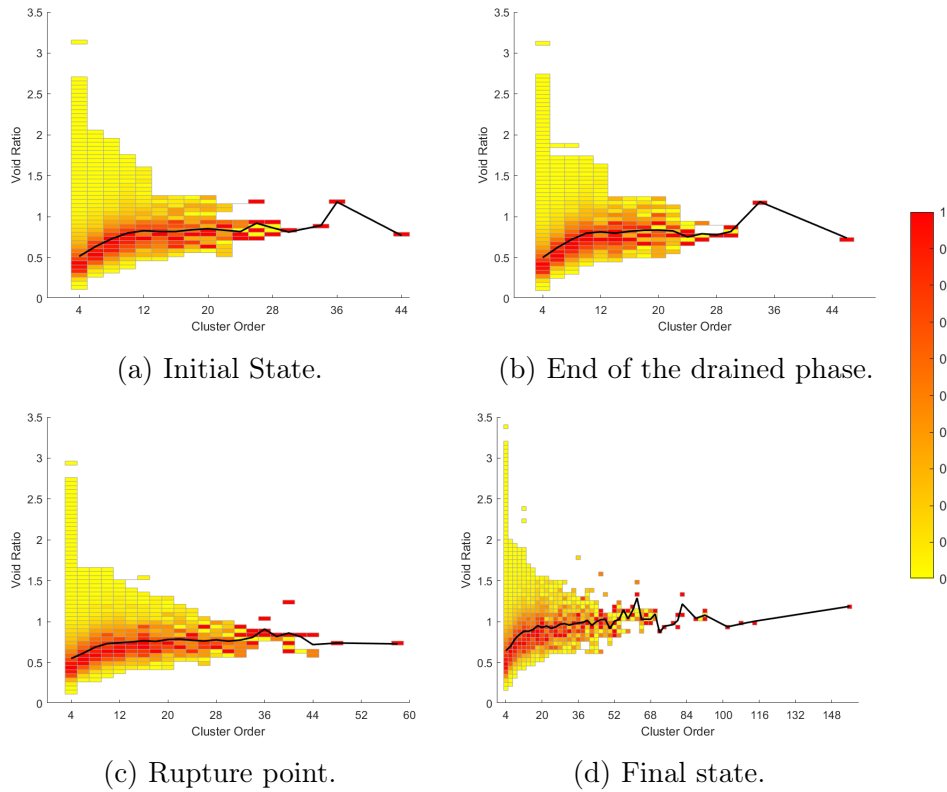 3.5
3
2.5
2
1.5
1
0.5
0
Void Ratio
4 12 20 28 36 44
Cluster Order
(a) Initial State.
3.5
3
2.5
2
1.5
1
0.5
0
Void Ratio
4 12 20 28 36 44
Cluster Order
(b) End of the drained phase.
3.5
3
2.5
2
1.5
1
0.5
0
Void Ratio
4 12 20 28 36 44 52 60
Cluster Order
(c) Rupture point.
3.5
3
2.5
2
1.5
1
0.5
0
Void Ratio
4 20 36 52 68 84 100 116 132 148
Cluster Order
(d) Final state.
1
0
0
0
0
0
0
0
0
0
0